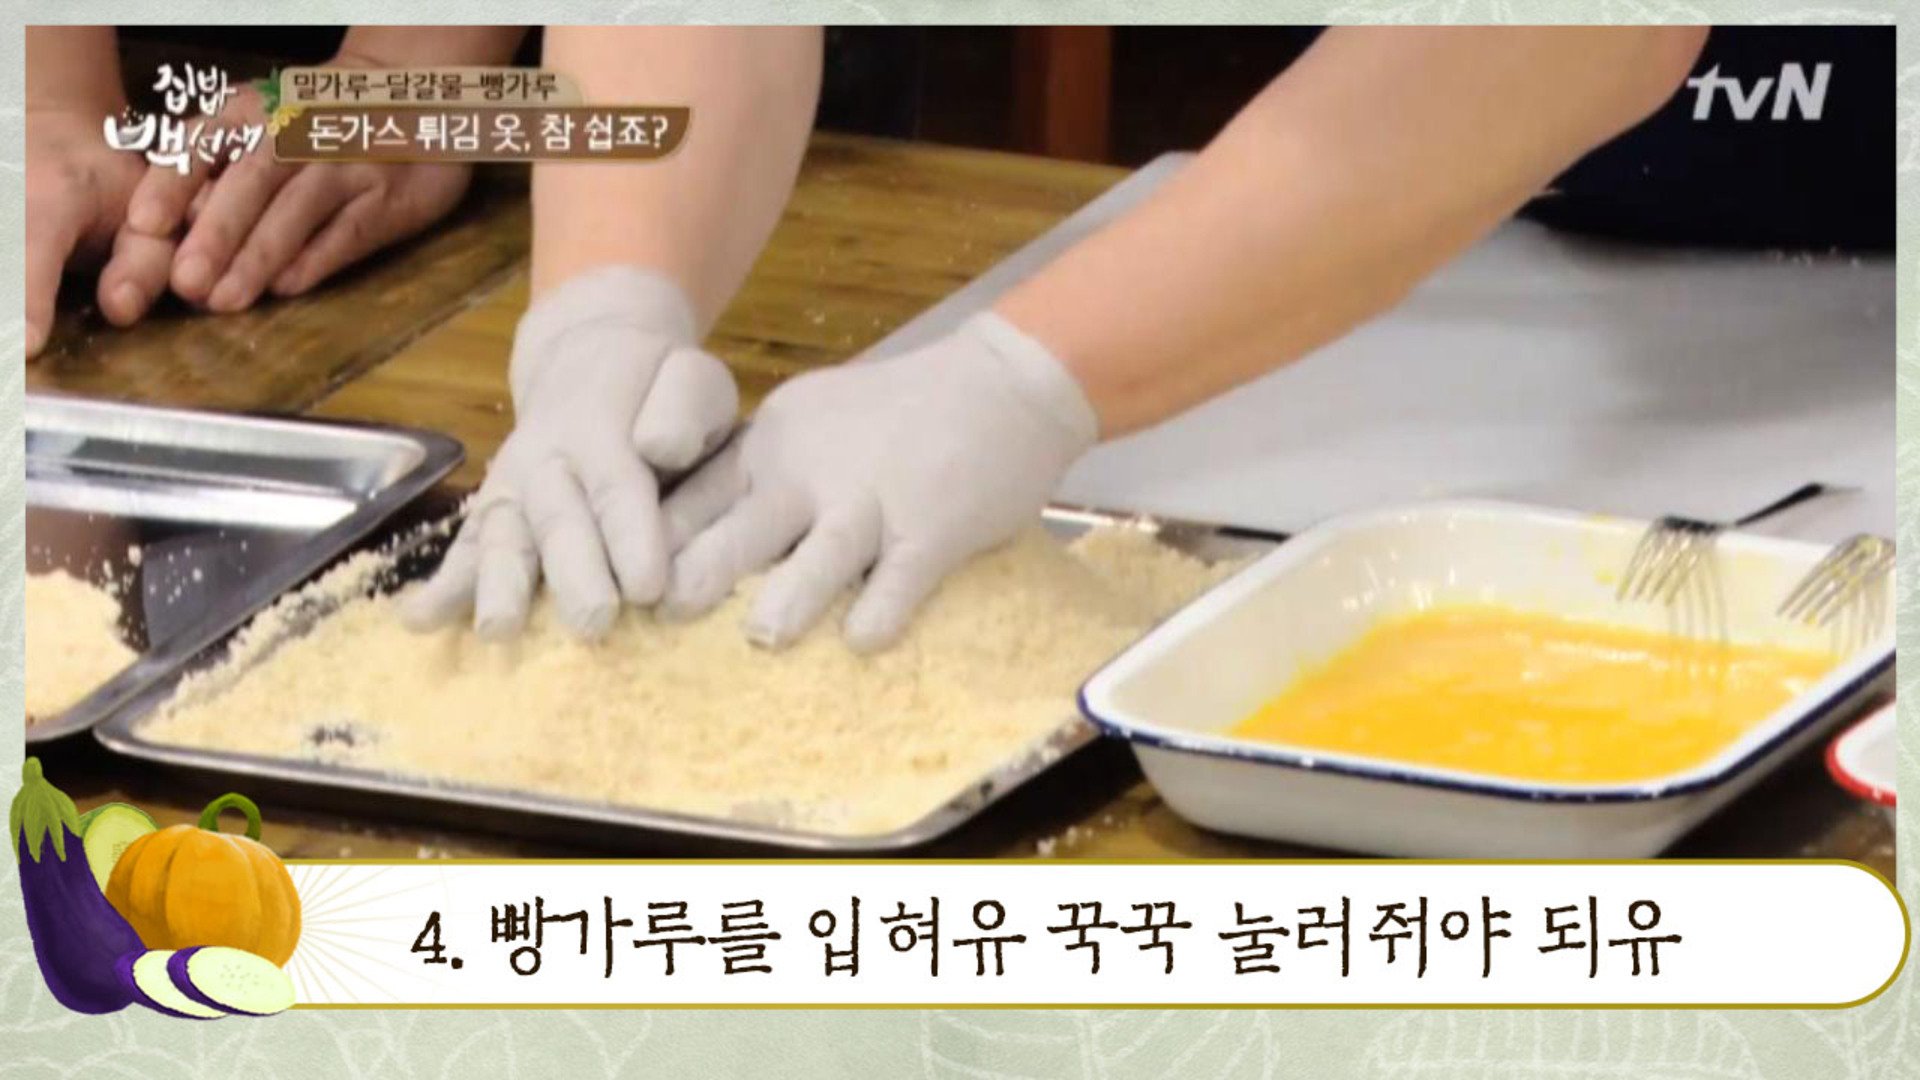 집밥
백선생
밀가루-달걀물-빵가루
돈가스 튀김 옷, 참 쉽죠?
tvN
4. 빵가루를 입혀유 꾹꾹 눌러줘야 되유